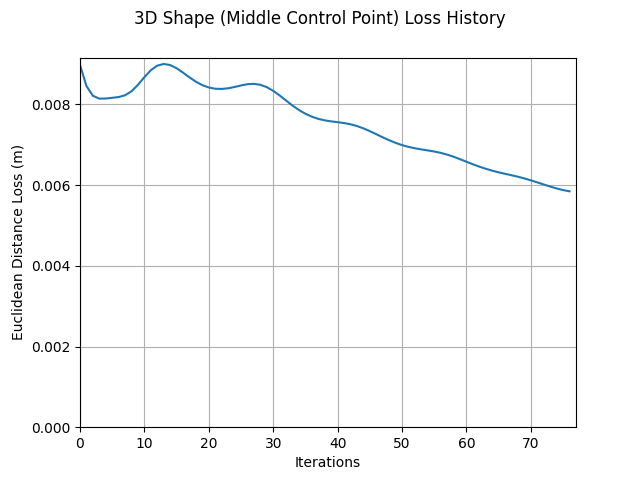 3D Shape (Middle Control Point) Loss History
Euclidean Distance Loss (m)
0.008
0.006
0.004
0.002
0.000
0 10 20 30 40 50 60 70
Iterations